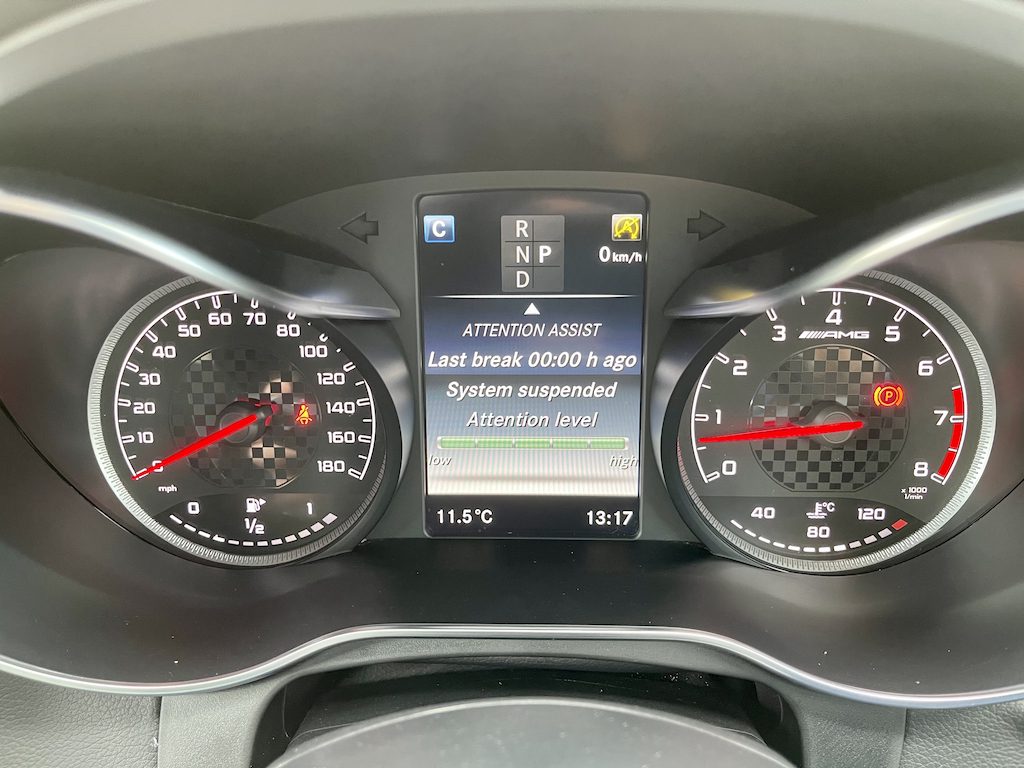 C
R
N P
D
A
0 km/h
ATTENTION ASSIST
Last break 00:00 h ago
System suspended
Attention level
low high
11.5°C 13:17
0
10
20
30
40
50
60
70
80
100
120
140
160
180
mph
0 1/2 1
0
1
2
3
4
5
6
7
8
AMG
P
x 1000
1/min
40 80 120
°C